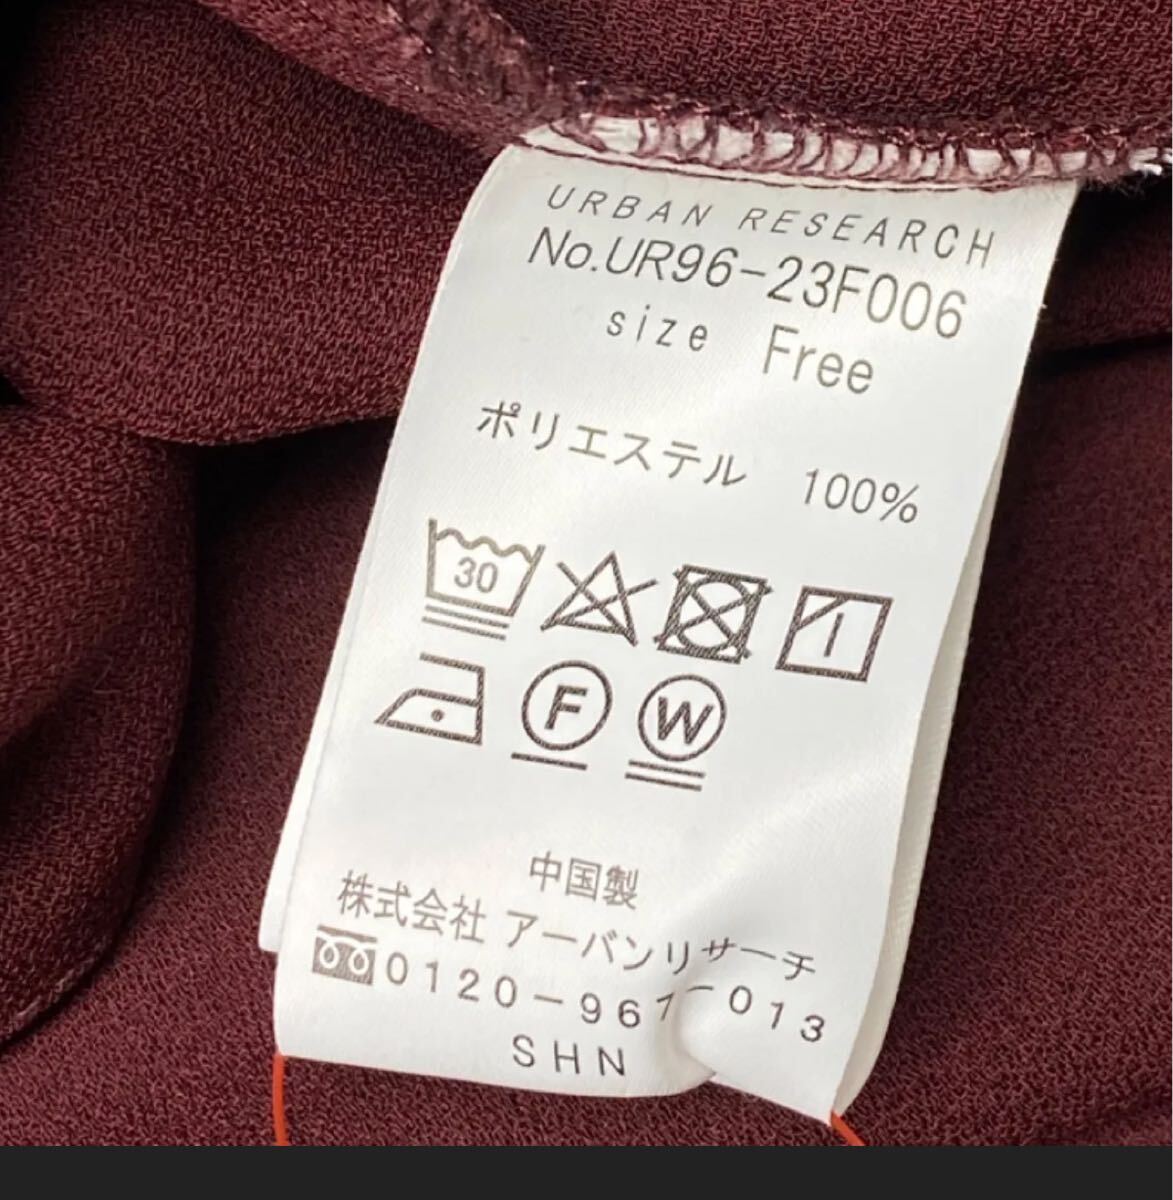 URBAN RESEARCH
No.UR96-23F006
size Free
ポリエステル 100%
30
F W
中国製
株式会社 アーバンリサーチ
0120-961-013
SHN